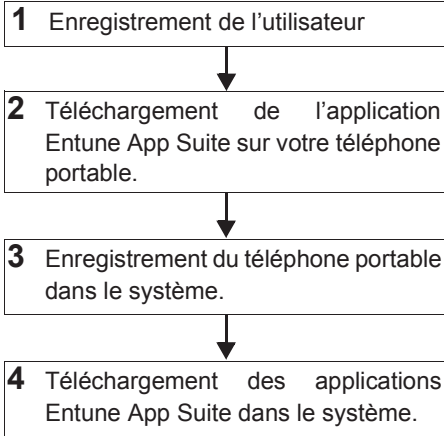 1 Enregistrement de l’utilisateur
2 Téléchargement de l’application
Entune App Suite sur votre téléphone
portable.
3 Enregistrement du téléphone portable
dans le système.
4 Téléchargement des applications
Entune App Suite dans le système.